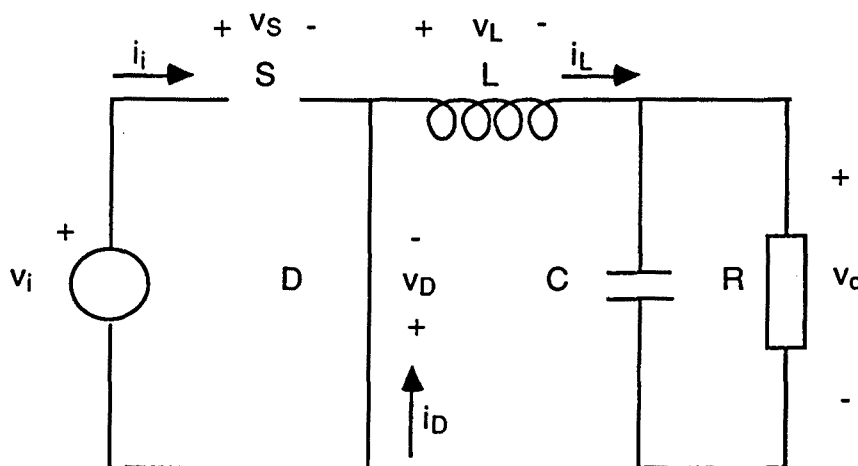 + vS - + vL -
ii S L iL
+ - +
vi D vD C R vo
+
iD -